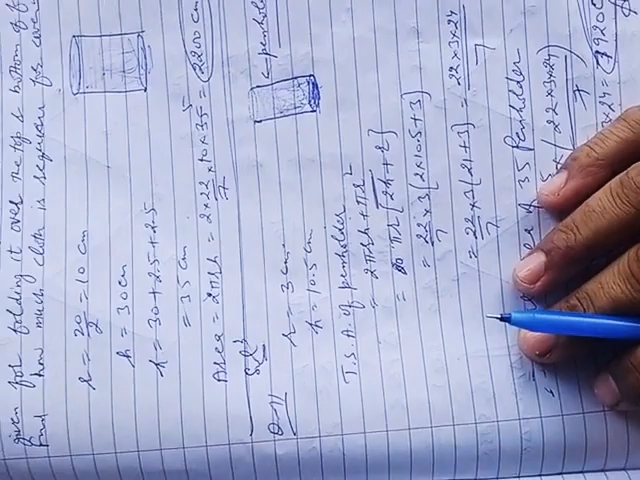 given for folding it over the top & bottom of f
find how much cloth is required for cove
r = 20/2 = 10 cm
h = 30 cm
h = 30 + 2.5 + 2.5
= 35 cm
Area = 2πrh = 2 × 22/7 × 10 × 35 = 2200 cm
Q-11
r = 3 cm
h = 10.5 cm
penholder
T.S.A. of penholder
= 2πrh + πr²
= πr [2h + r]
= 22/7 × 3 (2 × 10.5 + 3)
= 22/7 × 3 (21 + 3) = 22 × 3 × 24/7
35 Penholder
× (22 × 3 × 24/7)
3 × 24 = 7920 c